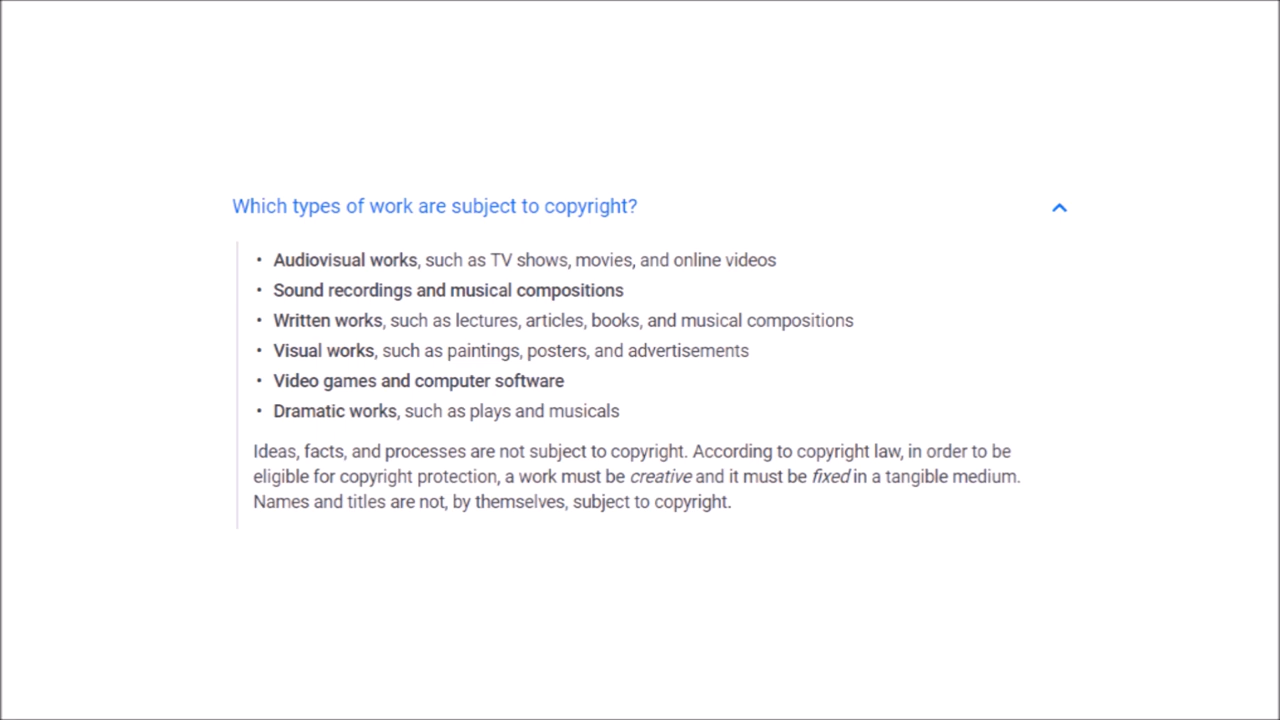 Which types of work are subject to copyright?
• Audiovisual works, such as TV shows, movies, and online videos
• Sound recordings and musical compositions
• Written works, such as lectures, articles, books, and musical compositions
• Visual works, such as paintings, posters, and advertisements
• Video games and computer software
• Dramatic works, such as plays and musicals
Ideas, facts, and processes are not subject to copyright. According to copyright law, in order to be
eligible for copyright protection, a work must be creative and it must be fixed in a tangible medium.
Names and titles are not, by themselves, subject to copyright.